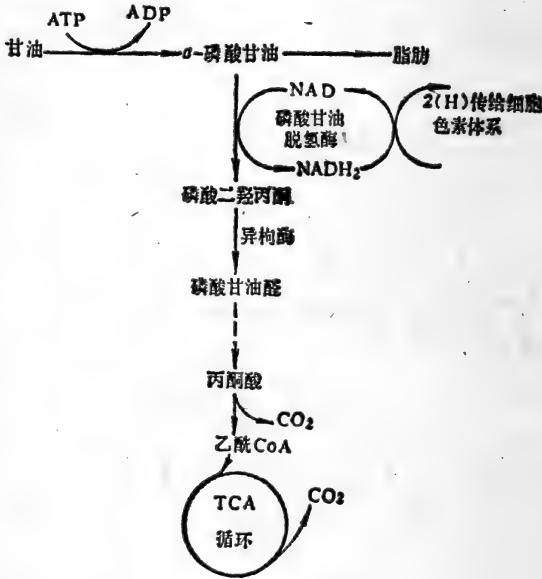 ATP ADP
甘油 α-磷酸甘油 脂肪
NAD
磷酸甘油
脱氢酶
NADH₂
2(H)传给细胞
色素体系
磷酸二羟丙酮
异构酶
磷酸甘油醛
丙酮酸
CO₂
乙酰CoA
TCA
循环
CO₂